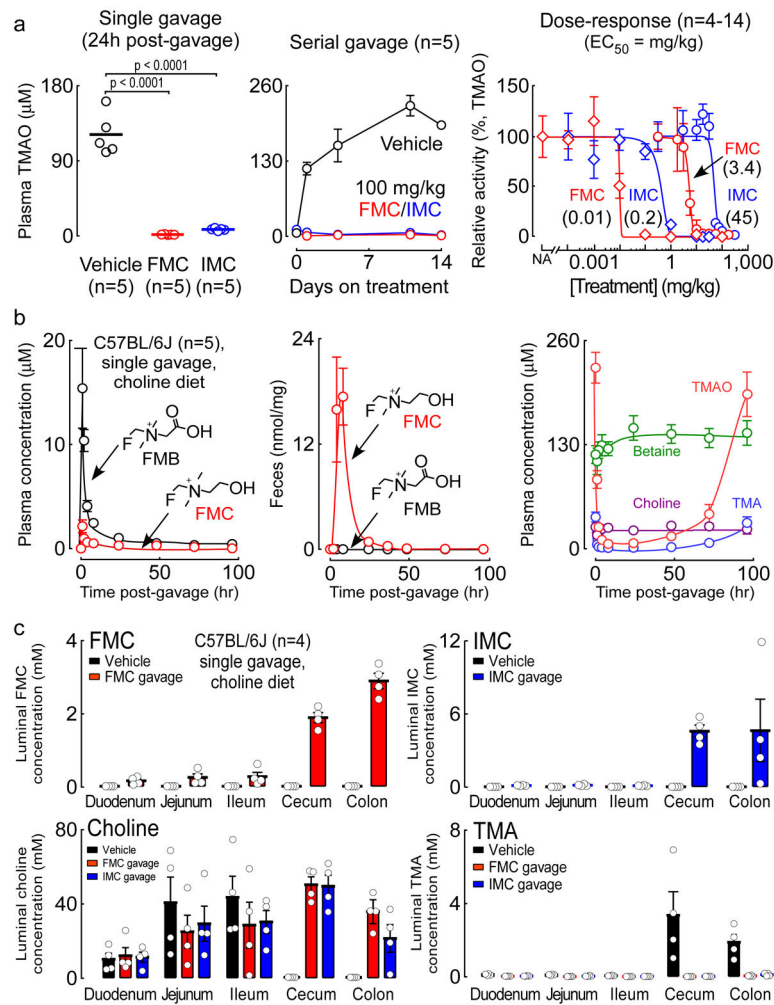 a
Single gavage
(24h post-gavage)
p < 0.0001
p < 0.0001
Plasma TMAO (μM)
180
90
0
Vehicle
(n=5)
FMC
(n=5)
IMC
(n=5)
Serial gavage (n=5)
260
130
0
Vehicle
100 mg/kg
FMC/IMC
0 7 14
Days on treatment
Dose-response (n=4-14)
(EC50 = mg/kg)
Relative activity (%, TMAO)
150
100
50
0
FMC
(0.01)
IMC
(0.2)
FMC
(3.4)
IMC
(45)
NA 0.001 1 1,000
[Treatment] (mg/kg)
b
C57BL/6J (n=5),
single gavage,
choline diet
Plasma concentration (μM)
20
10
0
F N+ O OH
FMB
F N+ OH
FMC
0 50 100
Time post-gavage (hr)
Feces (nmol/mg)
24
12
0
F N+ OH
FMC
F N+ O OH
FMB
0 50 100
Time post-gavage (hr)
Plasma concentration (μM)
260
130
0
TMAO
Betaine
Choline
TMA
0 50 100
Time post-gavage (hr)
c
FMC
Vehicle
FMC gavage
C57BL/6J (n=4)
single gavage,
choline diet
Luminal FMC
concentration (mM)
4
2
0
Duodenum Jejunum Ileum Cecum Colon
IMC
Vehicle
IMC gavage
Luminal IMC
concentration (mM)
12
6
0
Duodenum Jejunum Ileum Cecum Colon
Choline
Vehicle
FMC gavage
IMC gavage
Luminal choline
concentration (mM)
80
40
0
Duodenum Jejunum Ileum Cecum Colon
TMA
Vehicle
FMC gavage
IMC gavage
Luminal TMA
concentration (mM)
8
4
0
Duodenum Jejunum Ileum Cecum Colon